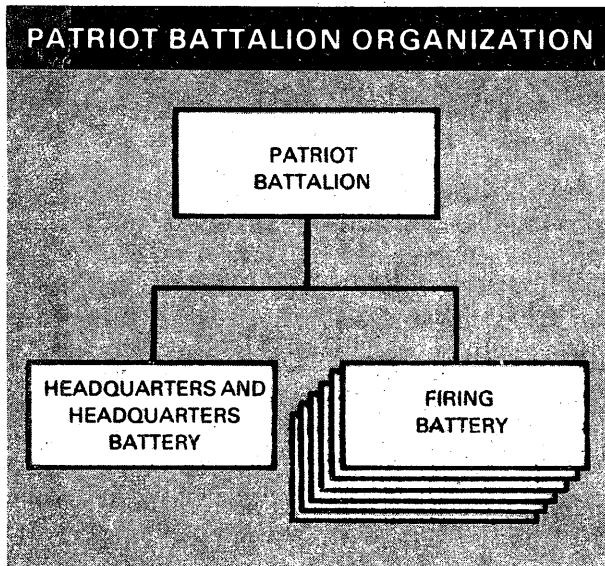 PATRIOT BATTALION ORGANIZATION
PATRIOT
BATTALION
HEADQUARTERS AND
HEADQUARTERS
BATTERY
FIRING
BATTERY